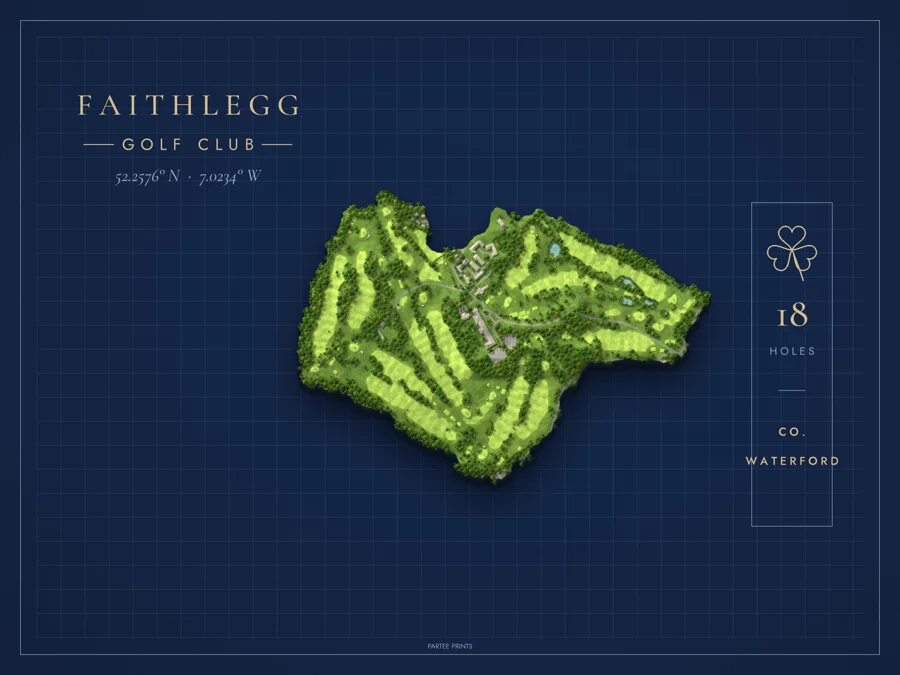 FAITHLEGG
GOLF CLUB
52.2576° N · 7.0234° W
18
HOLES
CO.
WATERFORD
PARTEE PRINTS